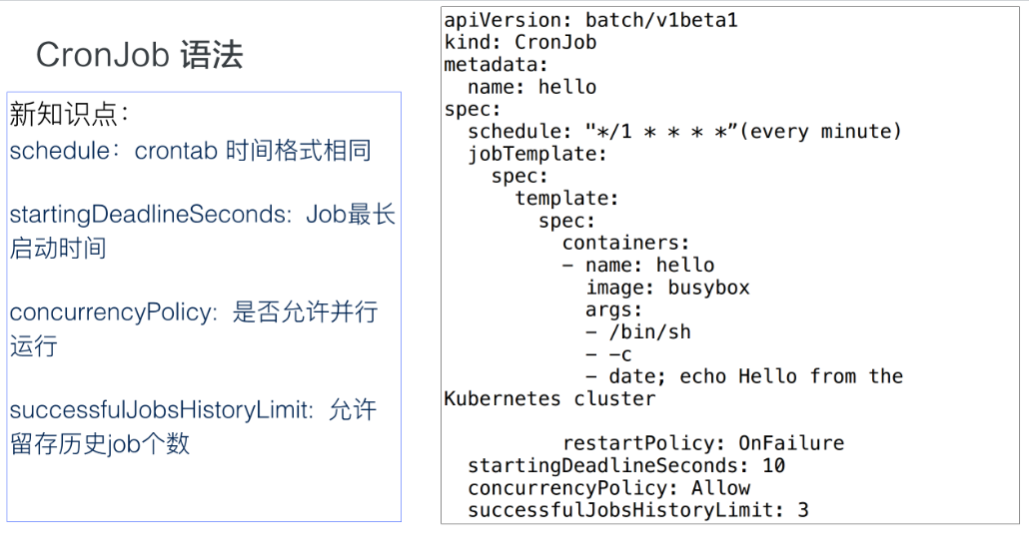 CronJob 语法
新知识点：
schedule：crontab 时间格式相同
startingDeadlineSeconds：Job最长
启动时间
concurrencyPolicy：是否允许并行
运行
successfulJobsHistoryLimit：允许
留存历史job个数
apiVersion: batch/v1beta1
kind: CronJob
metadata:
  name: hello
spec:
  schedule: "*/1 * * * *”(every minute)
  jobTemplate:
    spec:
      template:
        spec:
          containers:
          - name: hello
            image: busybox
            args:
            - /bin/sh
            - -c
            - date; echo Hello from the
Kubernetes cluster
          restartPolicy: OnFailure
  startingDeadlineSeconds: 10
  concurrencyPolicy: Allow
  successfulJobsHistoryLimit: 3